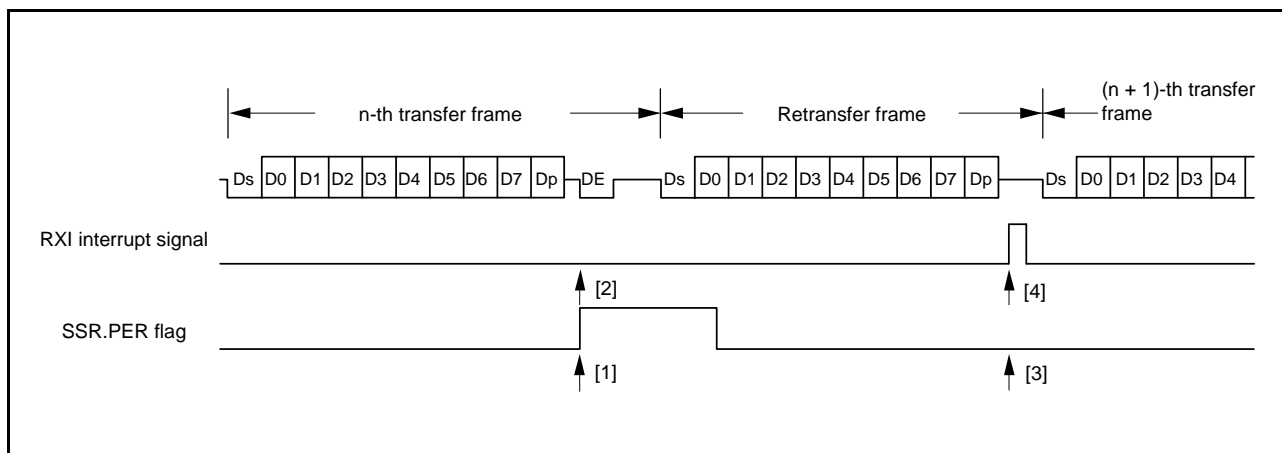 n-th transfer frame
Retransfer frame
(n + 1)-th transfer
frame
Ds D0 D1 D2 D3 D4 D5 D6 D7 Dp DE Ds D0 D1 D2 D3 D4 D5 D6 D7 Dp Ds D0 D1 D2 D3 D4
RXI interrupt signal
[2] [4]
SSR.PER flag
[1] [3]